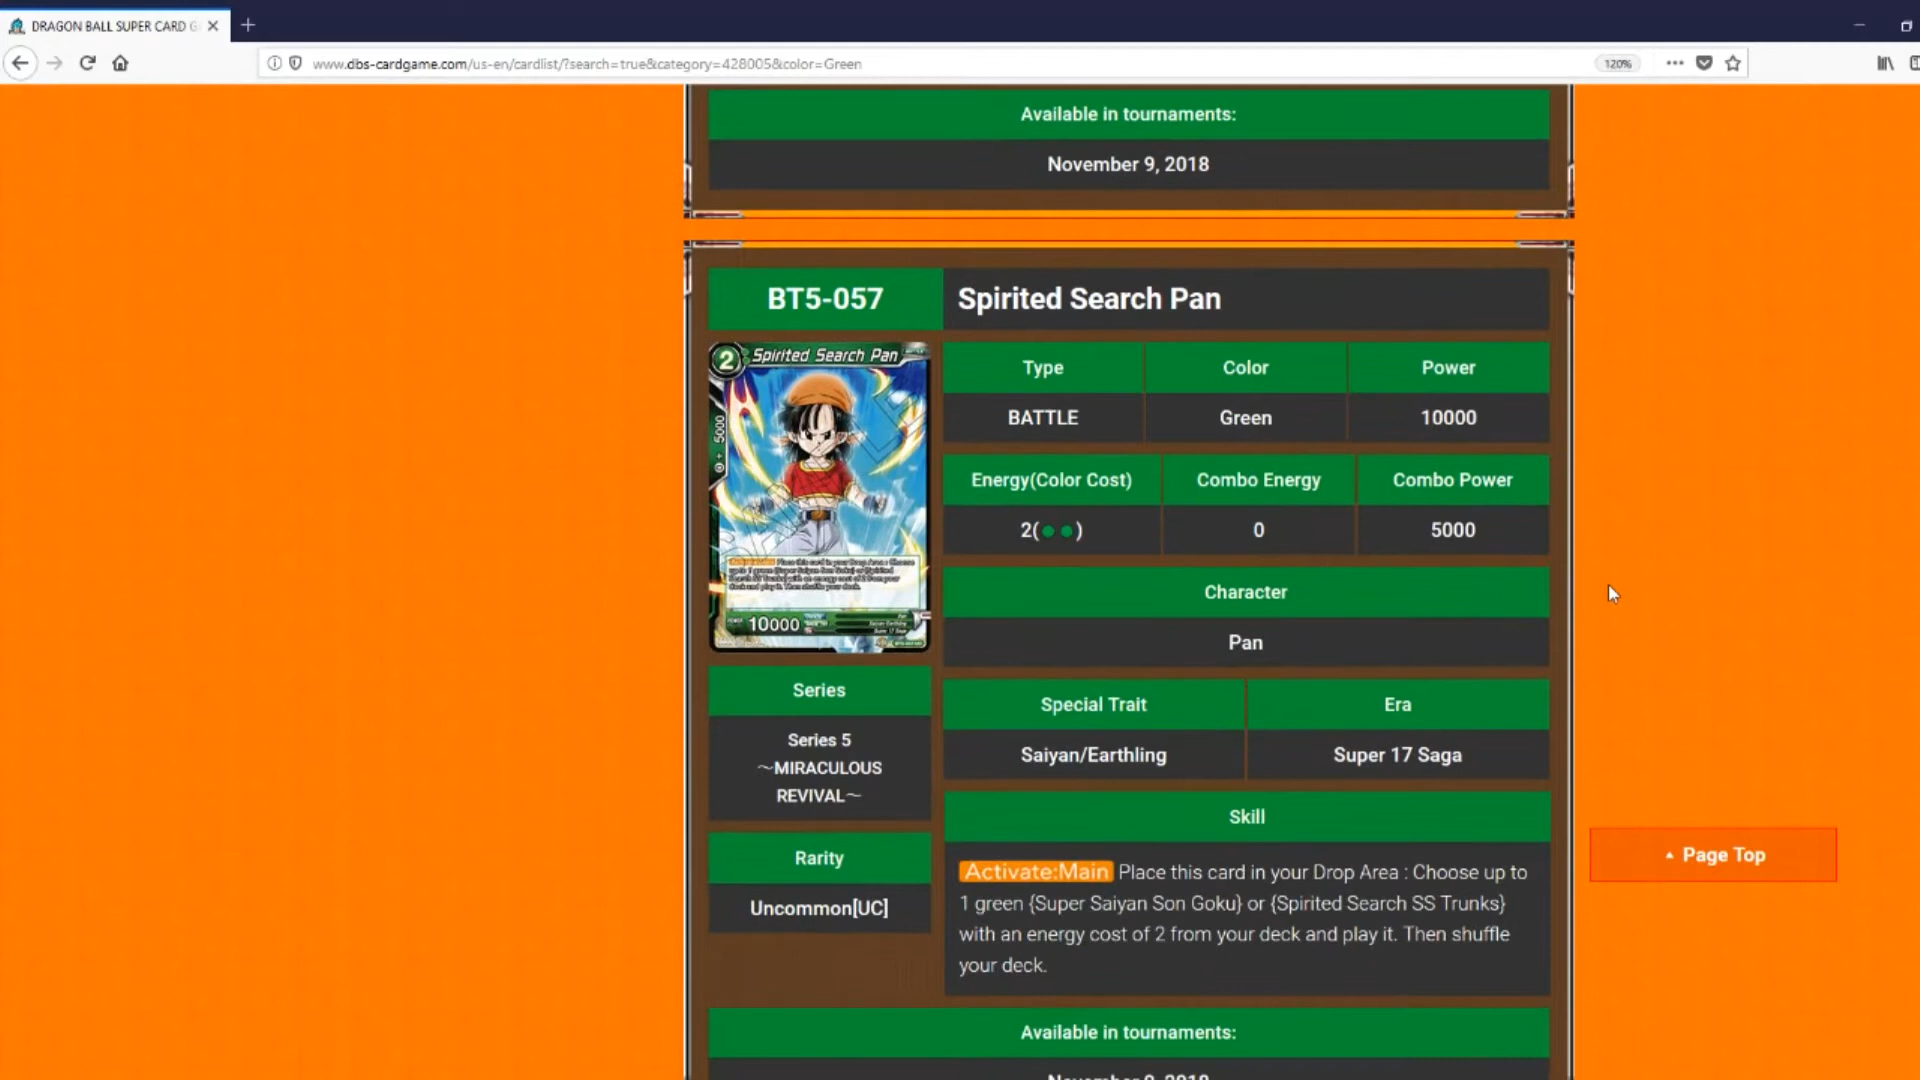 DRAGON BALL SUPER CARD G
www.dbs-cardgame.com/us-en/cardlist/?search=true&category=428005&color=Green
120%
Available in tournaments:
November 9, 2018
BT5-057
Spirited Search Pan
2
Spirited Search Pan
5000
10000
Type
Color
Power
BATTLE
Green
10000
Energy(Color Cost)
Combo Energy
Combo Power
2(●●)
0
5000
Character
Pan
Special Trait
Era
Saiyan/Earthling
Super 17 Saga
Series
Series 5
～MIRACULOUS
REVIVAL～
Rarity
Uncommon[UC]
Skill
Activate:Main Place this card in your Drop Area : Choose up to
1 green {Super Saiyan Son Goku} or {Spirited Search SS Trunks}
with an energy cost of 2 from your deck and play it. Then shuffle
your deck.
Page Top
Available in tournaments:
November 9, 2018